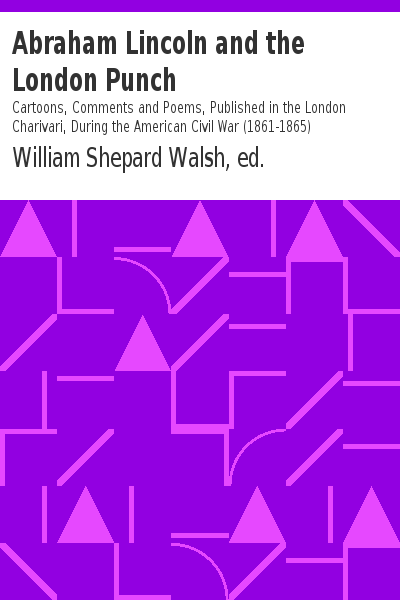 Abraham Lincoln and the
London Punch
Cartoons, Comments and Poems, Published in the London
Charivari, During the American Civil War (1861-1865)
William Shepard Walsh, ed.